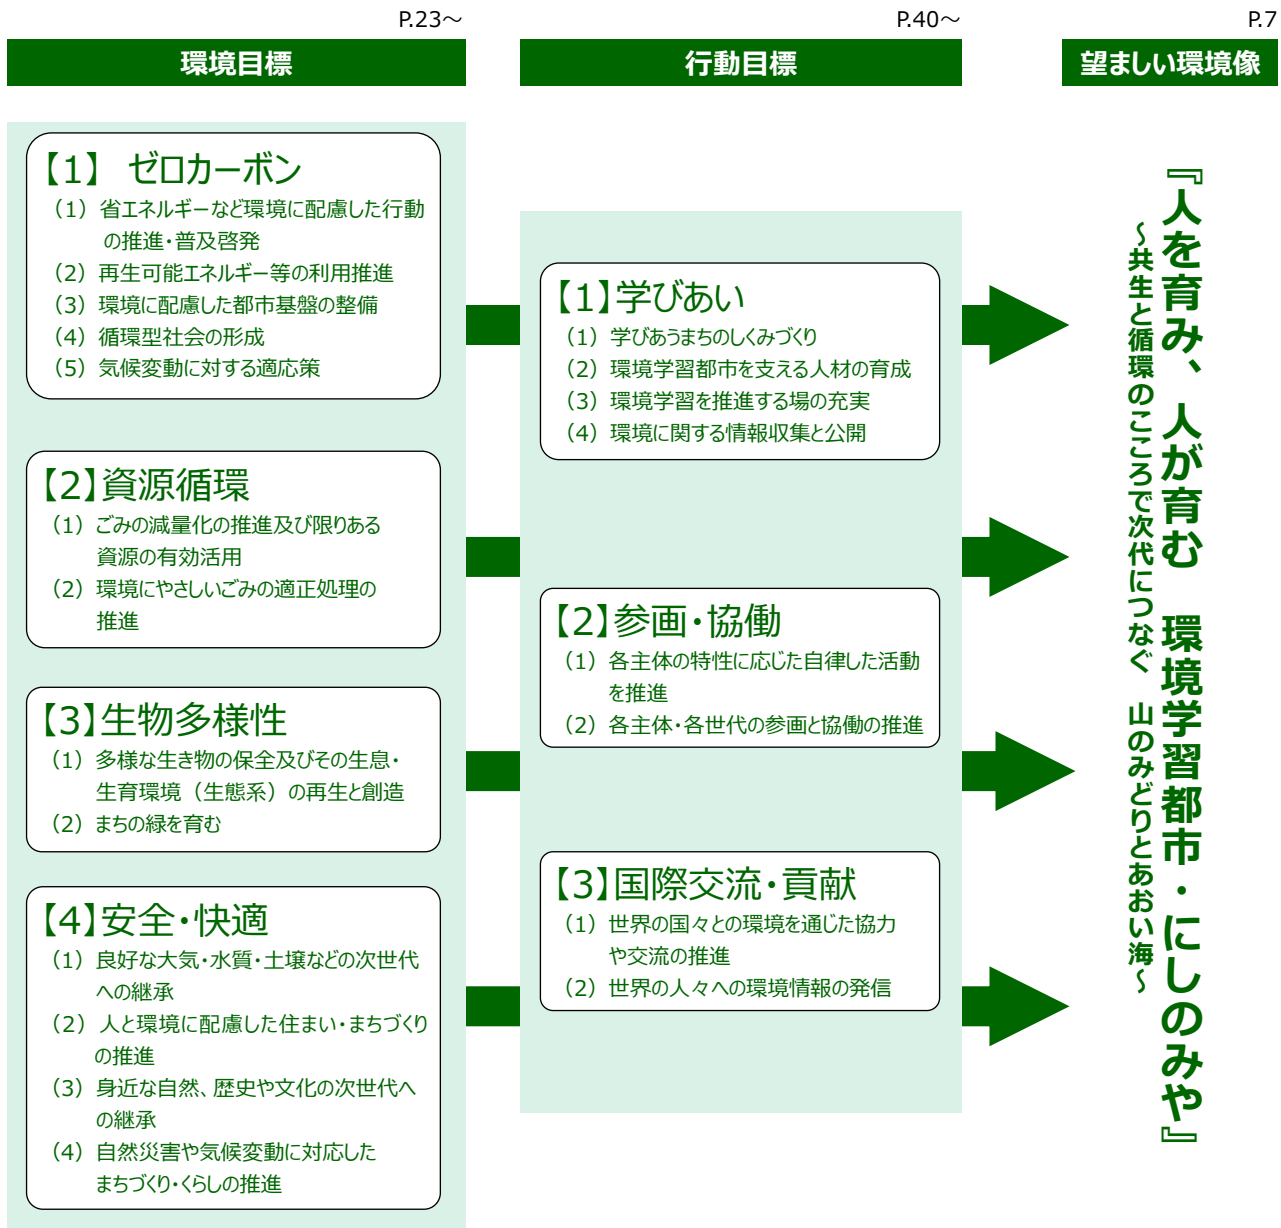 P.23～
環境目標
【1】 ゼロカーボン
（1）省エネルギーなど環境に配慮した行動
の推進・普及啓発
（2）再生可能エネルギー等の利用推進
（3）環境に配慮した都市基盤の整備
（4）循環型社会の形成
（5）気候変動に対する適応策
【2】資源循環
（1）ごみの減量化の推進及び限りある
資源の有効活用
（2）環境にやさしいごみの適正処理の
推進
【3】生物多様性
（1）多様な生き物の保全及びその生息・
生育環境（生態系）の再生と創造
（2）まちの緑を育む
【4】安全・快適
（1）良好な大気・水質・土壌などの次世代
への継承
（2）人と環境に配慮した住まい・まちづくり
の推進
（3）身近な自然、歴史や文化の次世代へ
の継承
（4）自然災害や気候変動に対応した
まちづくり・くらしの推進
P.40～
行動目標
【1】学びあい
（1）学びあうまちのしくみづくり
（2）環境学習都市を支える人材の育成
（3）環境学習を推進する場の充実
（4）環境に関する情報収集と公開
【2】参画・協働
（1）各主体の特性に応じた自律した活動
を推進
（2）各主体・各世代の参画と協働の推進
【3】国際交流・貢献
（1）世界の国々との環境を通じた協力
や交流の推進
（2）世界の人々への環境情報の発信
P.7
望ましい環境像
『人を育み、人が育む　環境学習都市・にしのみや』
～共生と循環のこころで次代につなぐ　山のみどりとあおい海～